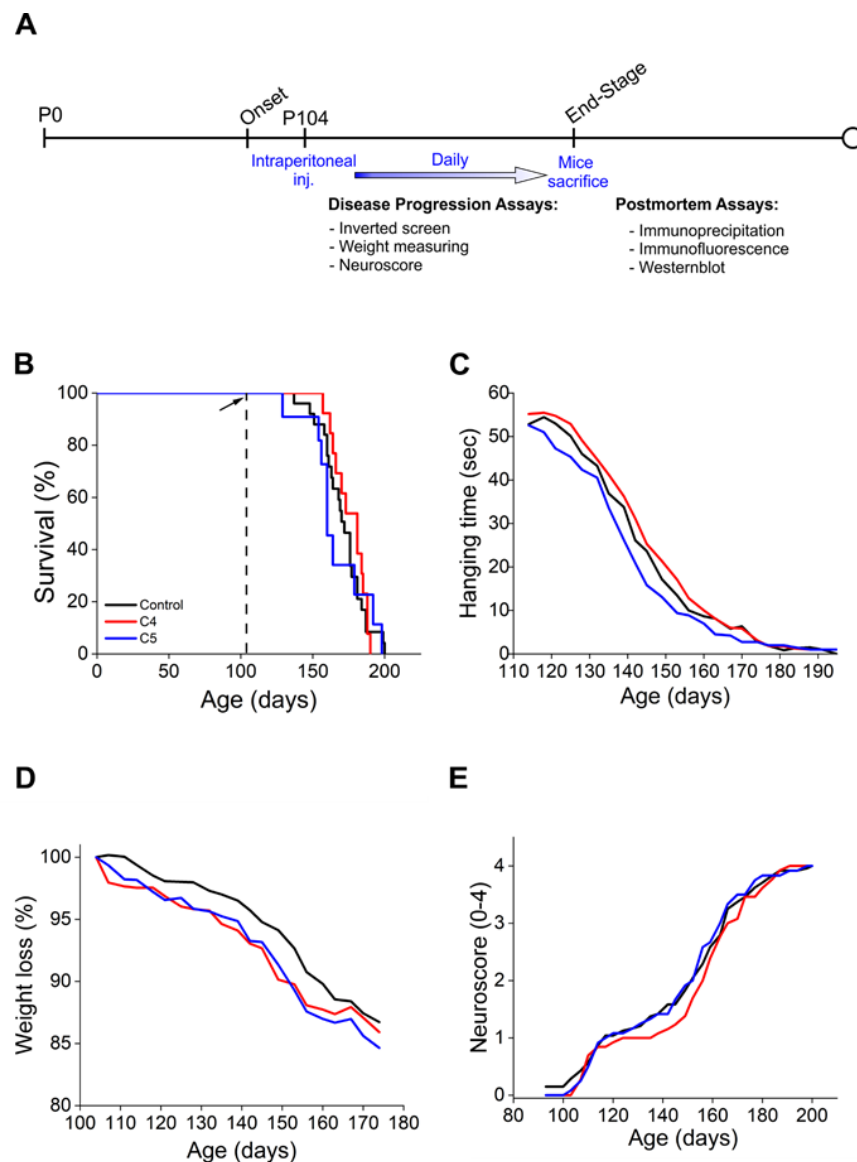 A
P0
Onset
P104
End-Stage
Intraperitoneal
inj.
Daily
Mice
sacrifice
Disease Progression Assays:
- Inverted screen
- Weight measuring
- Neuroscore
Postmortem Assays:
- Immunoprecipitation
- Immunofluorescence
- Westernblot
B
100
80
60
40
20
0
Survival (%)
Control
C4
C5
0 50 100 150 200
Age (days)
C
60
50
40
30
20
10
0
Hanging time (sec)
110 120 130 140 150 160 170 180 190
Age (days)
D
100
95
90
85
80
Weight loss (%)
100 110 120 130 140 150 160 170 180
Age (days)
E
4
3
2
1
0
Neuroscore (0-4)
80 100 120 140 160 180 200
Age (days)